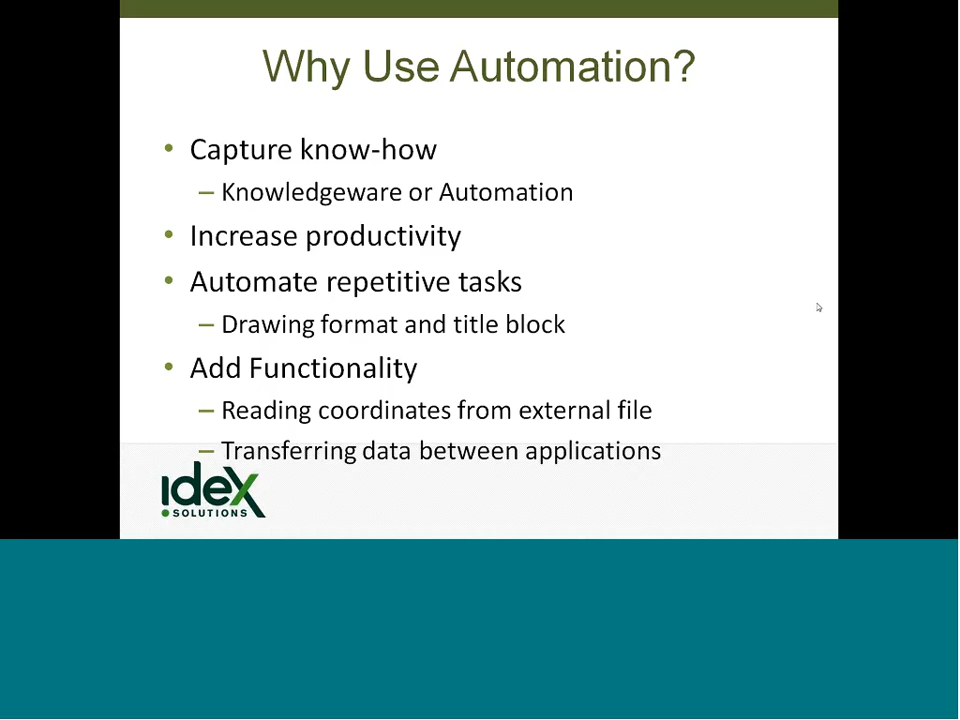 Why Use Automation?
• Capture know-how
– Knowledgeware or Automation
• Increase productivity
• Automate repetitive tasks
– Drawing format and title block
• Add Functionality
– Reading coordinates from external file
– Transferring data between applications
idex
SOLUTIONS